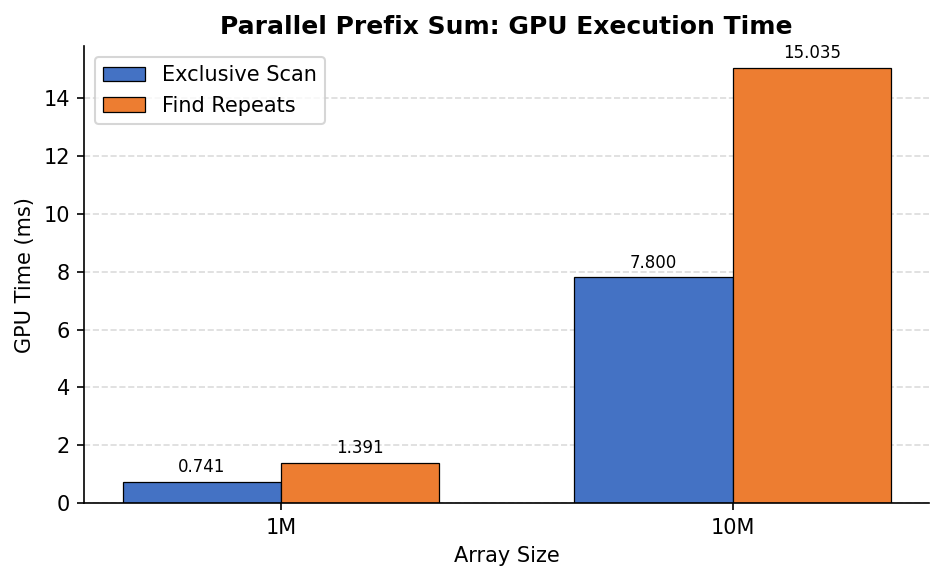 Parallel Prefix Sum: GPU Execution Time
Exclusive Scan
Find Repeats
GPU Time (ms)
14
12
10
8
6
4
2
0
0.741
1.391
7.800
15.035
1M
10M
Array Size